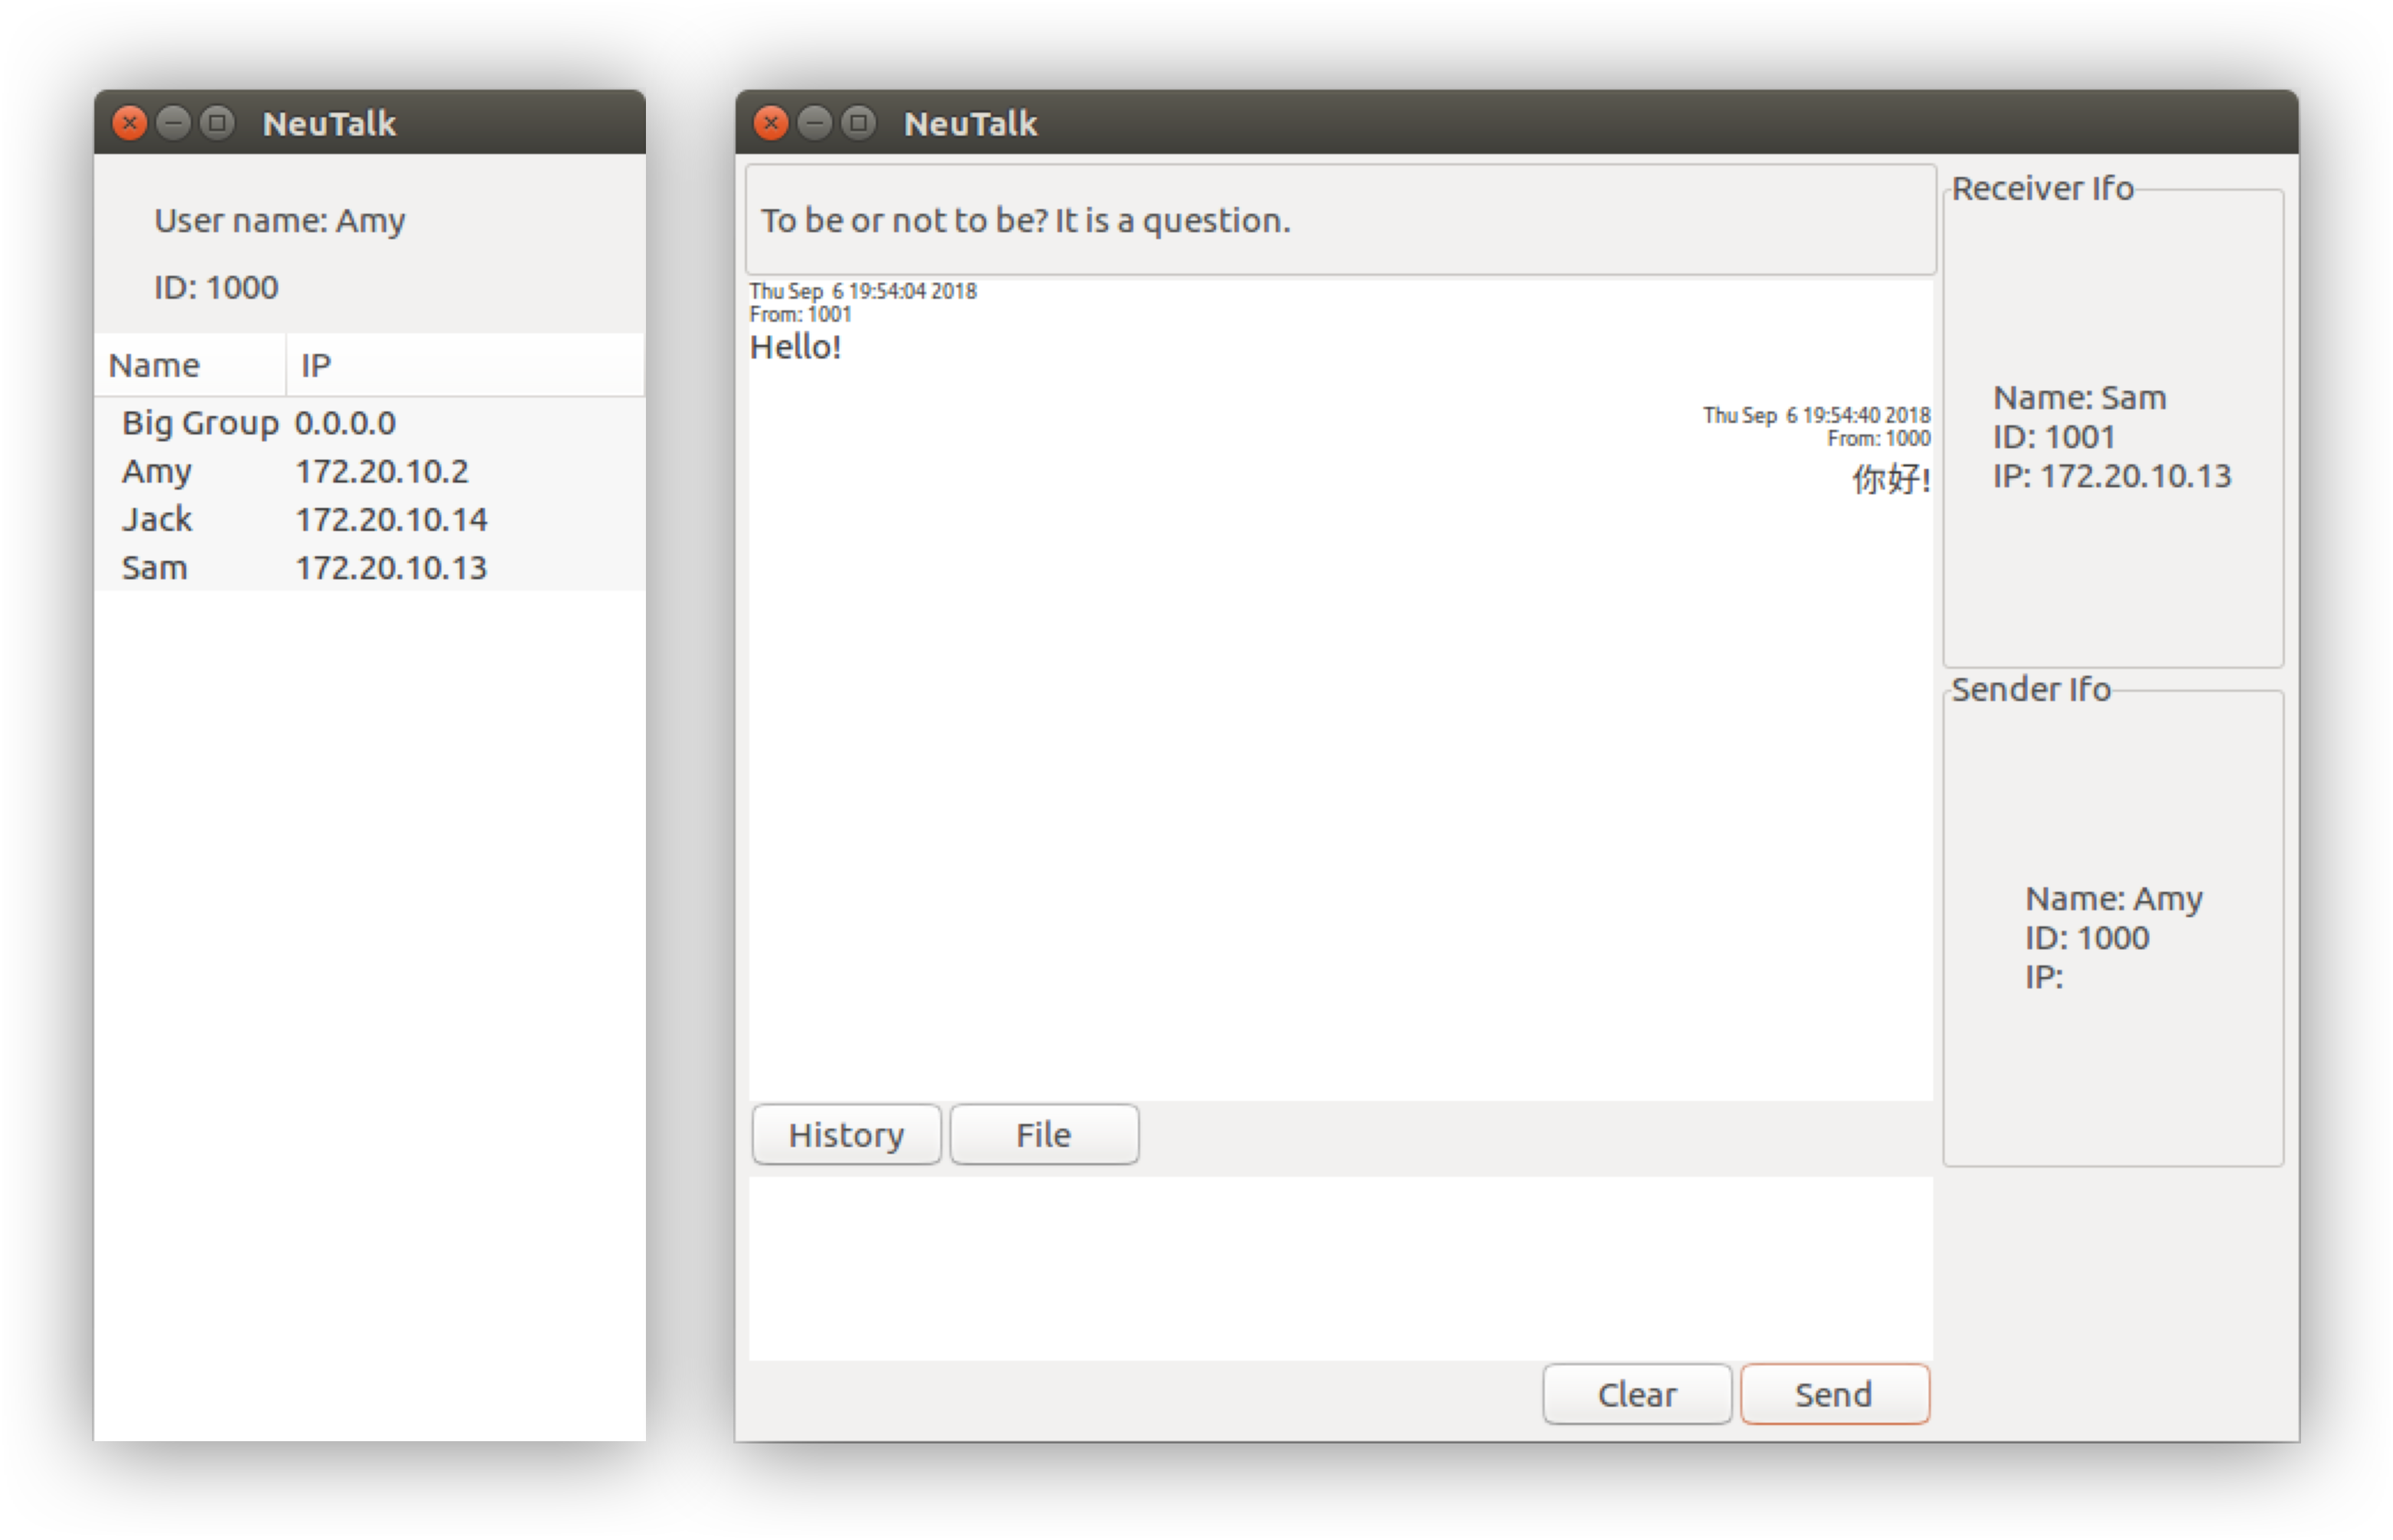 NeuTalk
User name: Amy
ID: 1000
Name IP
Big Group 0.0.0.0
Amy 172.20.10.2
Jack 172.20.10.14
Sam 172.20.10.13
NeuTalk
To be or not to be? It is a question.
Thu Sep  6 19:54:04 2018
From: 1001
Hello!
Thu Sep  6 19:54:40 2018
From: 1000
你好!
History File
Clear Send
Receiver Ifo
Name: Sam
ID: 1001
IP: 172.20.10.13
Sender Ifo
Name: Amy
ID: 1000
IP: